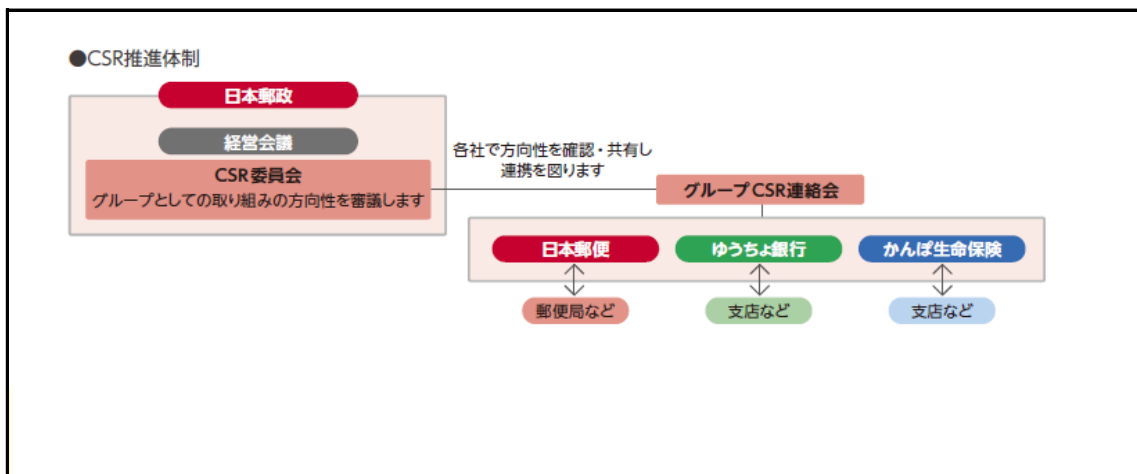 ●CSR推進体制
日本郵政
経営会議
CSR委員会
グループとしての取り組みの方向性を審議します
各社で方向性を確認・共有し
連携を図ります
グループCSR連絡会
日本郵便
ゆうちょ銀行
かんぽ生命保険
郵便局など
支店など
支店など